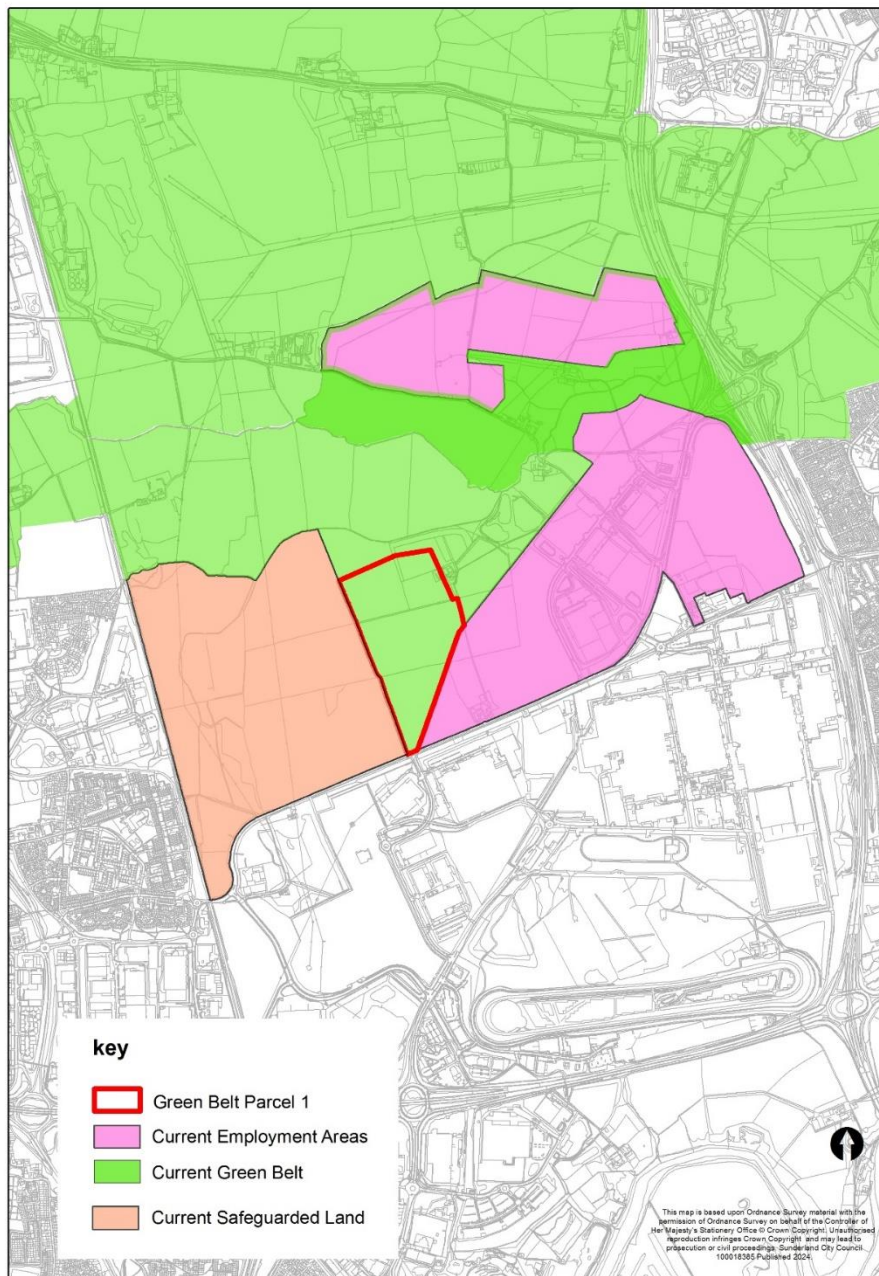 key
Green Belt Parcel 1
Current Employment Areas
Current Green Belt
Current Safeguarded Land
This map is based upon Ordnance Survey material with the
permission of Ordnance Survey on behalf of the Controller of
Her Majesty's Stationery Office © Crown Copyright. Unauthorised
reproduction infringes Crown Copyright and may lead to
prosecution or civil proceedings. Sunderland City Council
100018385 Published 2024.